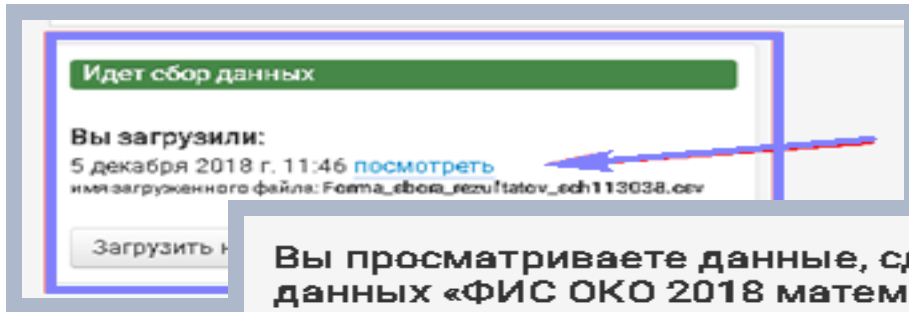 Идет сбор данных
Вы загрузили:
5 декабря 2018 г. 11:46 посмотреть
имя загруженного файла: Forma_sbora_rezultatov_sch113038.csv
Загрузить н
Вы просматриваете данные, сд
данных «ФИС ОКО 2018 матем